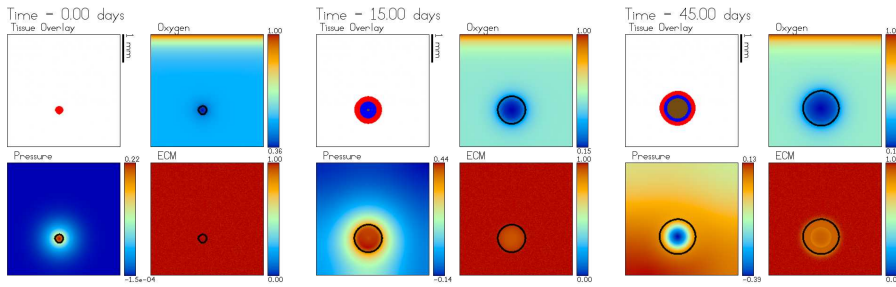 Time - 0.00 days
Tissue Overlay
1 mm
Oxygen
1.00
0.36
Pressure
0.22
-1.5e-04
ECM
1.00
0.00
Time - 15.00 days
Tissue Overlay
1 mm
Oxygen
1.00
0.15
Pressure
0.44
-0.14
ECM
1.00
0.00
Time - 45.00 days
Tissue Overlay
1 mm
Oxygen
Pressure
0.13
-0.39
ECM